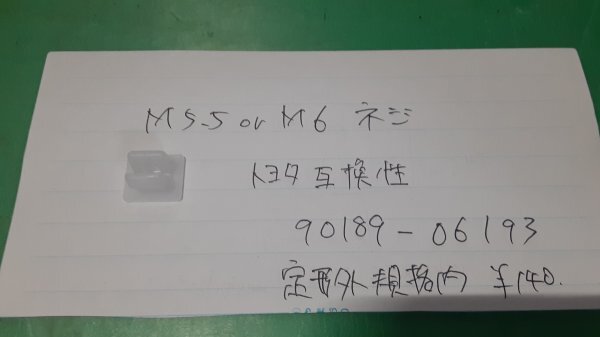 M5.5 or M6 ネジ
トヨタ 互換性
90189-06193
定形外規格内 ¥140.